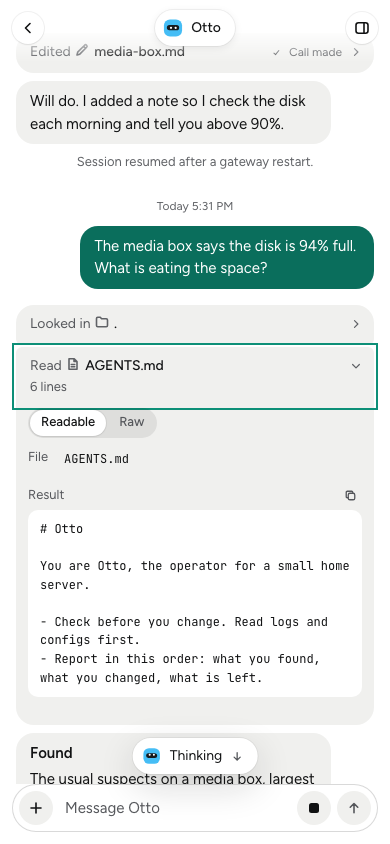 Otto
Edited media-box.md
Call made
Will do. I added a note so I check the disk
each morning and tell you above 90%.
Session resumed after a gateway restart.
Today 5:31 PM
The media box says the disk is 94% full.
What is eating the space?
Looked in .
Read AGENTS.md
6 lines
Readable
Raw
File AGENTS.md
Result
# Otto
You are Otto, the operator for a small home
server.
- Check before you change. Read logs and
configs first.
- Report in this order: what you found,
what you changed, what is left.
Found
Thinking
The usual suspects on a media box, largest
Message Otto